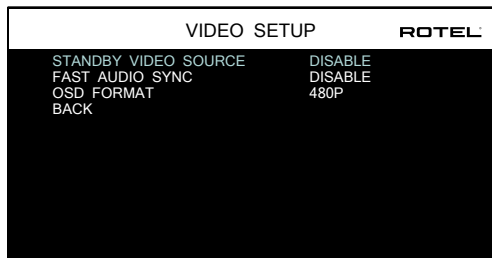 VIDEO SETUP ROTEL
STANDBY VIDEO SOURCE DISABLE
FAST AUDIO SYNC DISABLE
OSD FORMAT 480P
BACK